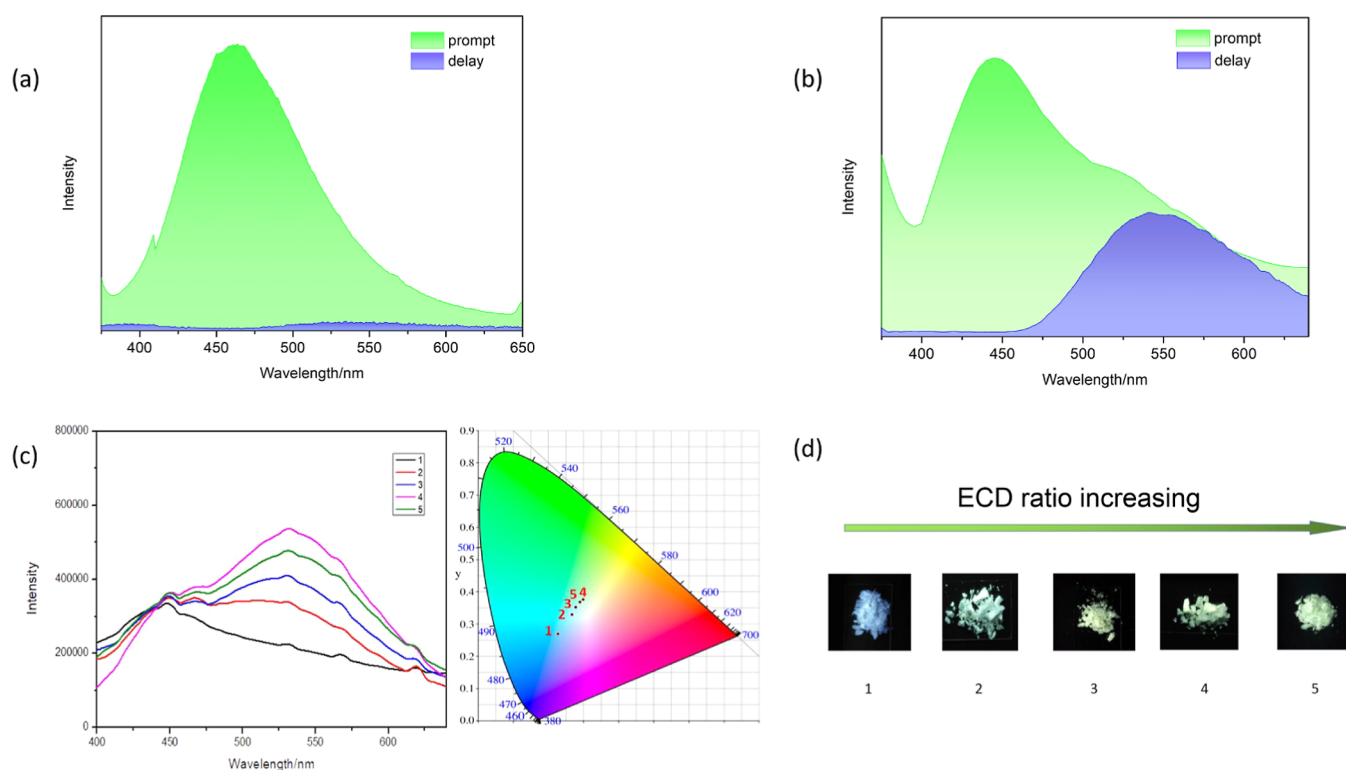 (a)
prompt
delay
Intensity
400 450 500 550 600 650
Wavelength/nm
(b)
prompt
delay
Intensity
400 450 500 550 600
Wavelength/nm
(c)
800000
600000
400000
200000
0
Intensity
1
2
3
4
5
400 450 500 550 600
Wavelength/nm
0.9
0.8
0.7
0.6
0.5
y
0.4
0.3
0.2
0.1
0.0
520
540
560
500
580
600
620
490
700
480
470
460
380
5 4
3
2
1
(d)
ECD ratio increasing
1 2 3 4 5